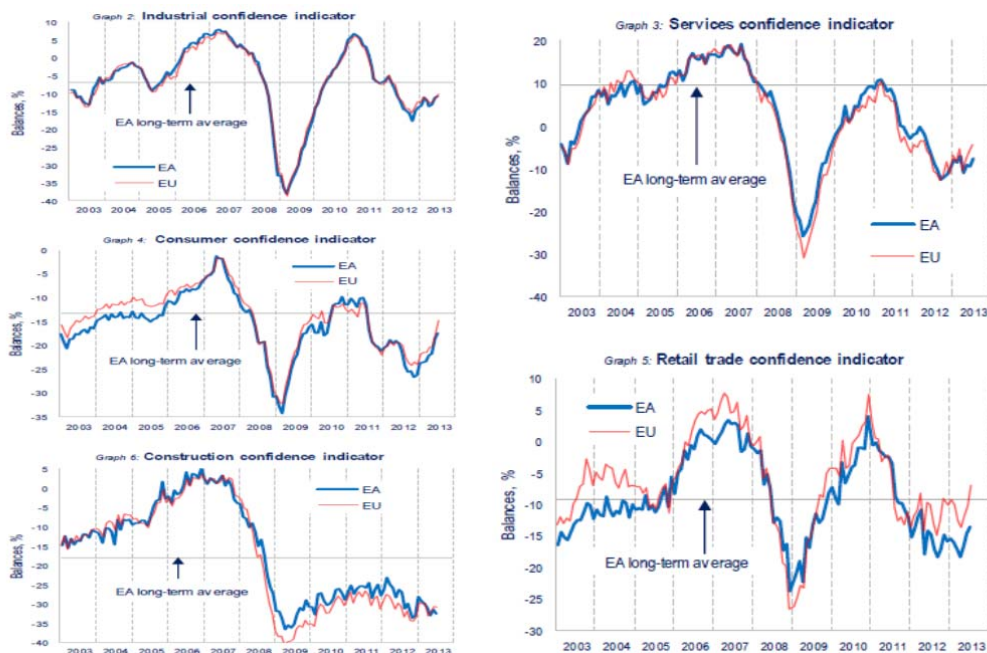 Graph 2: Industrial confidence indicator
10
5
0
-5
-10
-15
-20
-25
-30
-35
-40
Balances, %
EA long-term average
EA
EU
2003 2004 2005 2006 2007 2008 2009 2010 2011 2012 2013
Graph 3: Services confidence indicator
20
10
0
-10
-20
-30
-40
Balances, %
EA long-term average
EA
EU
2003 2004 2005 2006 2007 2008 2009 2010 2011 2012 2013
Graph 4: Consumer confidence indicator
0
-5
-10
-15
-20
-25
-30
-35
Balances, %
EA
EU
EA long-term average
2003 2004 2005 2006 2007 2008 2009 2010 2011 2012 2013
Graph 5: Retail trade confidence indicator
10
5
0
-5
-10
-15
-20
-25
-30
Balances, %
EA
EU
EA long-term average
2003 2004 2005 2006 2007 2008 2009 2010 2011 2012 2013
Graph 6: Construction confidence indicator
5
0
-5
-10
-15
-20
-25
-30
-35
-40
Balances, %
EA
EU
EA long-term average
2003 2004 2005 2006 2007 2008 2009 2010 2011 2012 2013